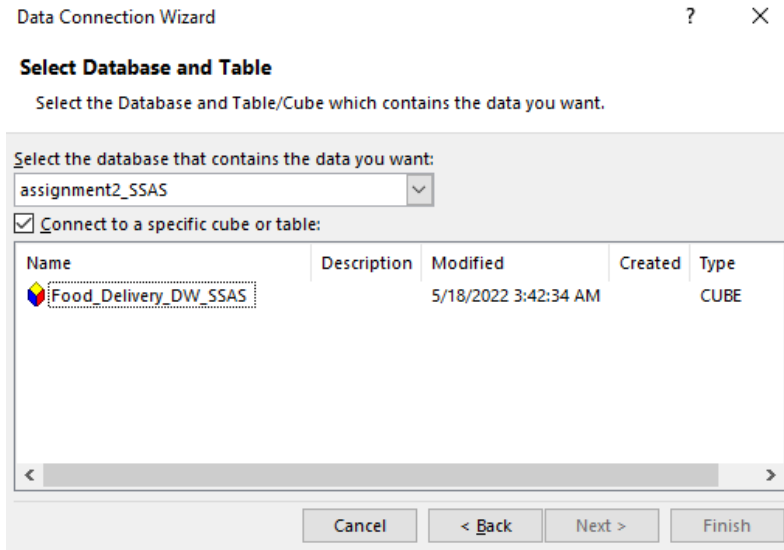 Data Connection Wizard ? ×
Select Database and Table
Select the Database and Table/Cube which contains the data you want.
Select the database that contains the data you want:
assignment2_SSAS
Connect to a specific cube or table:
Name Description Modified Created Type
Food_Delivery_DW_SSAS 5/18/2022 3:42:34 AM CUBE
Cancel < Back Next > Finish